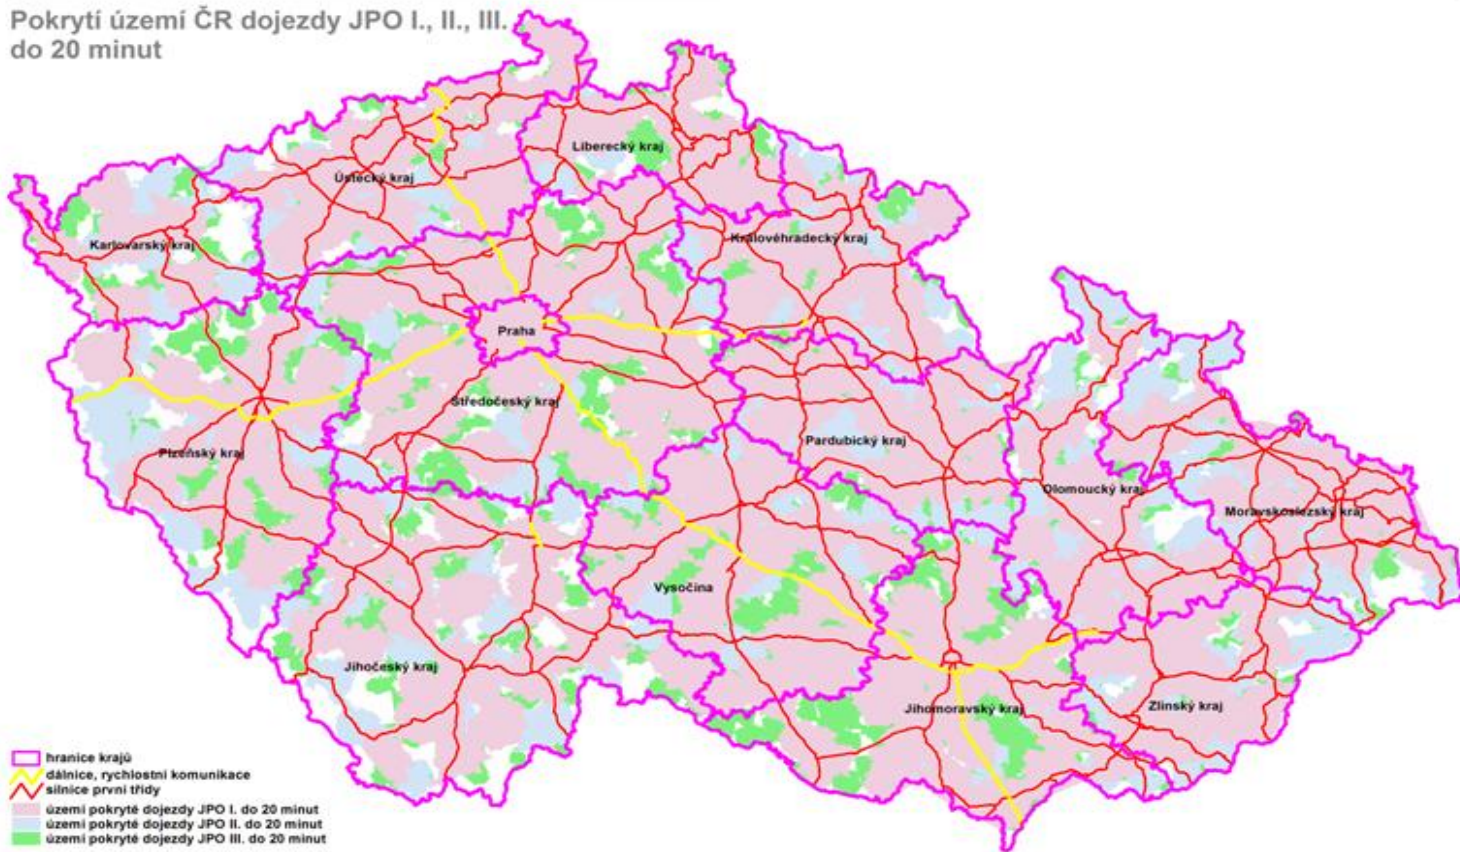 Pokrytí území ČR dojezdy JPO I., II., III.
do 20 minut
Liberecký kraj
Ústecký kraj
Karlovarský kraj
Královéhradecký kraj
Praha
Středočeský kraj
Pardubický kraj
Plzeňský kraj
Olomoucký kraj
Moravskoslezský kraj
Vysočina
Jihočeský kraj
Jihomoravský kraj
Zlínský kraj
hranice krajů
dálnice, rychlostní komunikace
silnice první třídy
území pokryté dojezdy JPO I. do 20 minut
území pokryté dojezdy JPO II. do 20 minut
území pokryté dojezdy JPO III. do 20 minut